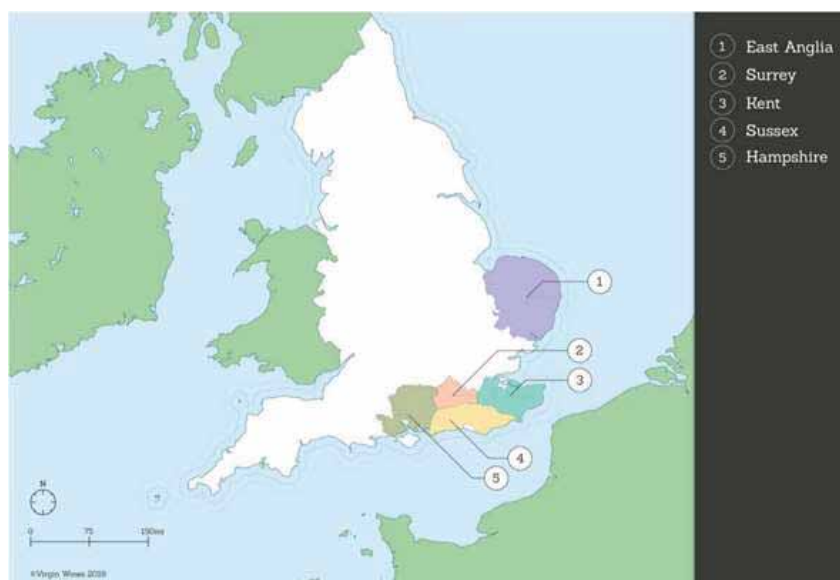 1 East Anglia
2 Surrey
3 Kent
4 Sussex
5 Hampshire
1
2
3
4
5
N
0 75 150
©Virgin Wines 2019